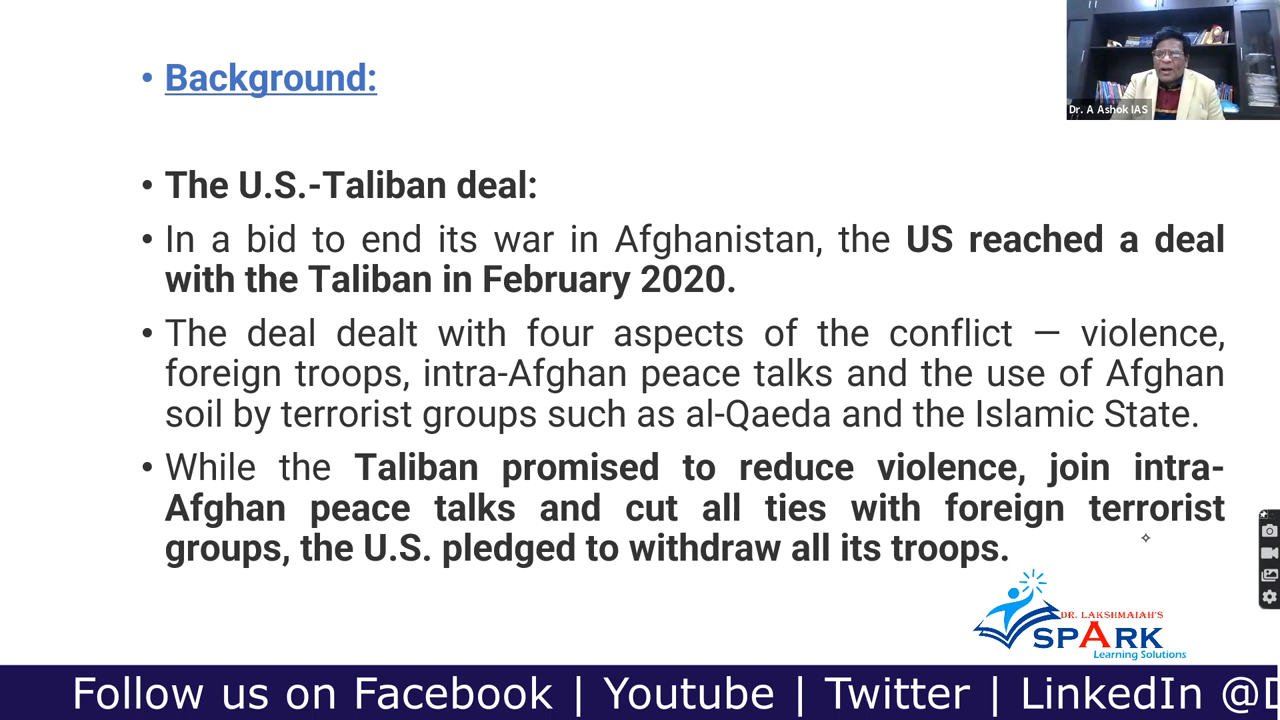 • Background:
Dr. A Ashok IAS
• The U.S.-Taliban deal:
• In a bid to end its war in Afghanistan, the US reached a deal
with the Taliban in February 2020.
• The deal dealt with four aspects of the conflict — violence,
foreign troops, intra-Afghan peace talks and the use of Afghan
soil by terrorist groups such as al-Qaeda and the Islamic State.
• While the Taliban promised to reduce violence, join intra-
Afghan peace talks and cut all ties with foreign terrorist
groups, the U.S. pledged to withdraw all its troops.
DR. LAKSHMAIAH'S
SPARK
Learning Solutions
Follow us on Facebook | Youtube | Twitter | LinkedIn @D